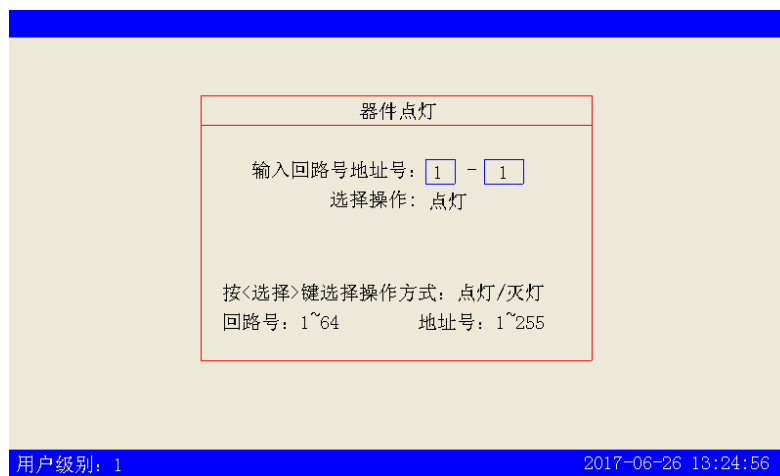 器件点灯
输入回路号地址号: 1 - 1
选择操作: 点灯
按<选择>键选择操作方式: 点灯/灭灯
回路号: 1~64 地址号: 1~255
用户级别: 1 2017-06-26 13:24:56